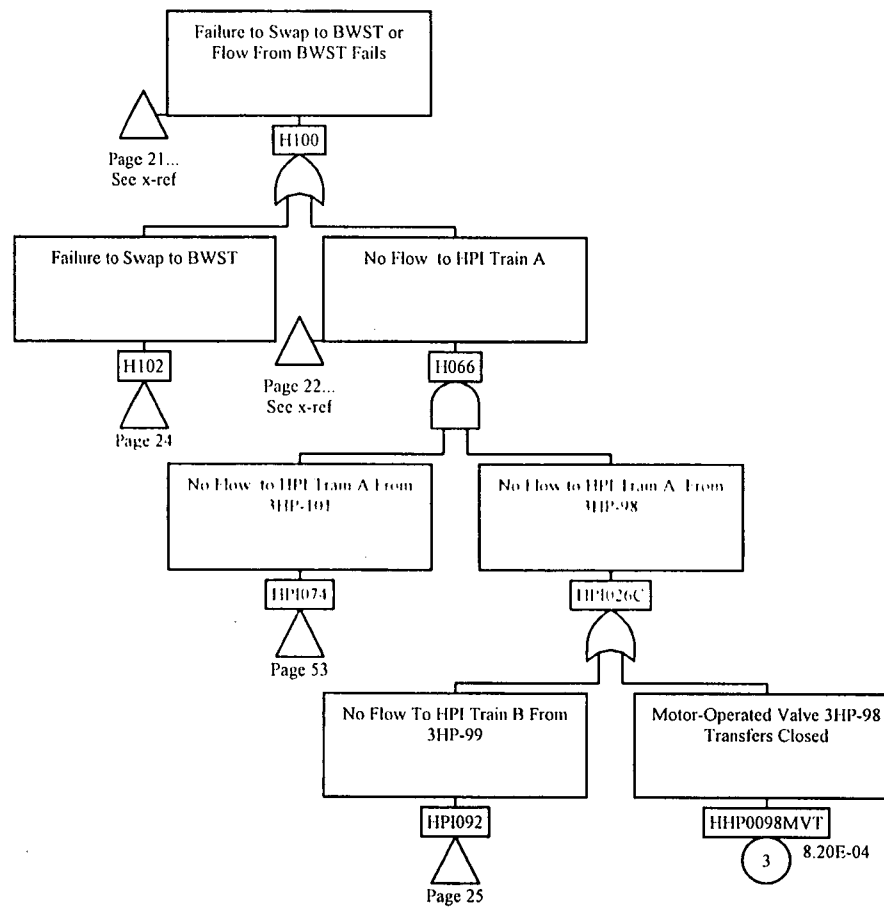 Failure to Swap to BWST or
Flow From BWST Fails
H100
Page 21...
See x-ref
Failure to Swap to BWST
No Flow to HPI Train A
H102
Page 24
Page 22...
See x-ref
H066
No Flow to HPI Train A From
3HP-101
No Flow to HPI Train A From
3HP-98
HPI074
Page 53
HPI026C
No Flow To HPI Train B From
3HP-99
Motor-Operated Valve 3HP-98
Transfers Closed
HPI092
Page 25
HHP0098MVT
3
8.20E-04